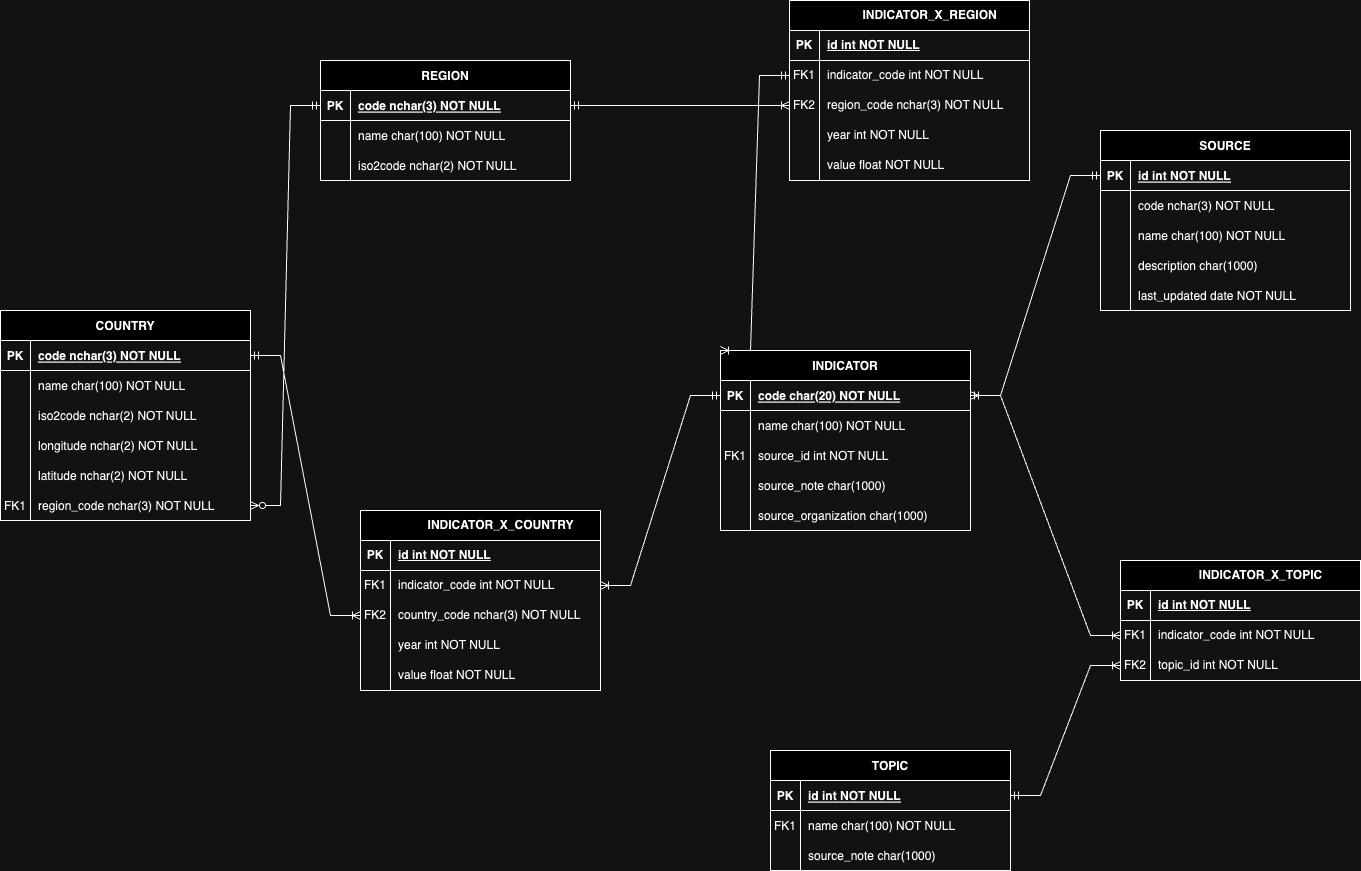 INDICATOR_X_REGION
PK id int NOT NULL
FK1 indicator_code int NOT NULL
FK2 region_code nchar(3) NOT NULL
year int NOT NULL
value float NOT NULL
REGION
PK code nchar(3) NOT NULL
name char(100) NOT NULL
iso2code nchar(2) NOT NULL
SOURCE
PK id int NOT NULL
code nchar(3) NOT NULL
name char(100) NOT NULL
description char(1000)
last_updated date NOT NULL
COUNTRY
PK code nchar(3) NOT NULL
name char(100) NOT NULL
iso2code nchar(2) NOT NULL
longitude nchar(2) NOT NULL
latitude nchar(2) NOT NULL
FK1 region_code nchar(3) NOT NULL
INDICATOR
PK code char(20) NOT NULL
name char(100) NOT NULL
FK1 source_id int NOT NULL
source_note char(1000)
source_organization char(1000)
INDICATOR_X_COUNTRY
PK id int NOT NULL
FK1 indicator_code int NOT NULL
FK2 country_code nchar(3) NOT NULL
year int NOT NULL
value float NOT NULL
INDICATOR_X_TOPIC
PK id int NOT NULL
FK1 indicator_code int NOT NULL
FK2 topic_id int NOT NULL
TOPIC
PK id int NOT NULL
FK1 name char(100) NOT NULL
source_note char(1000)